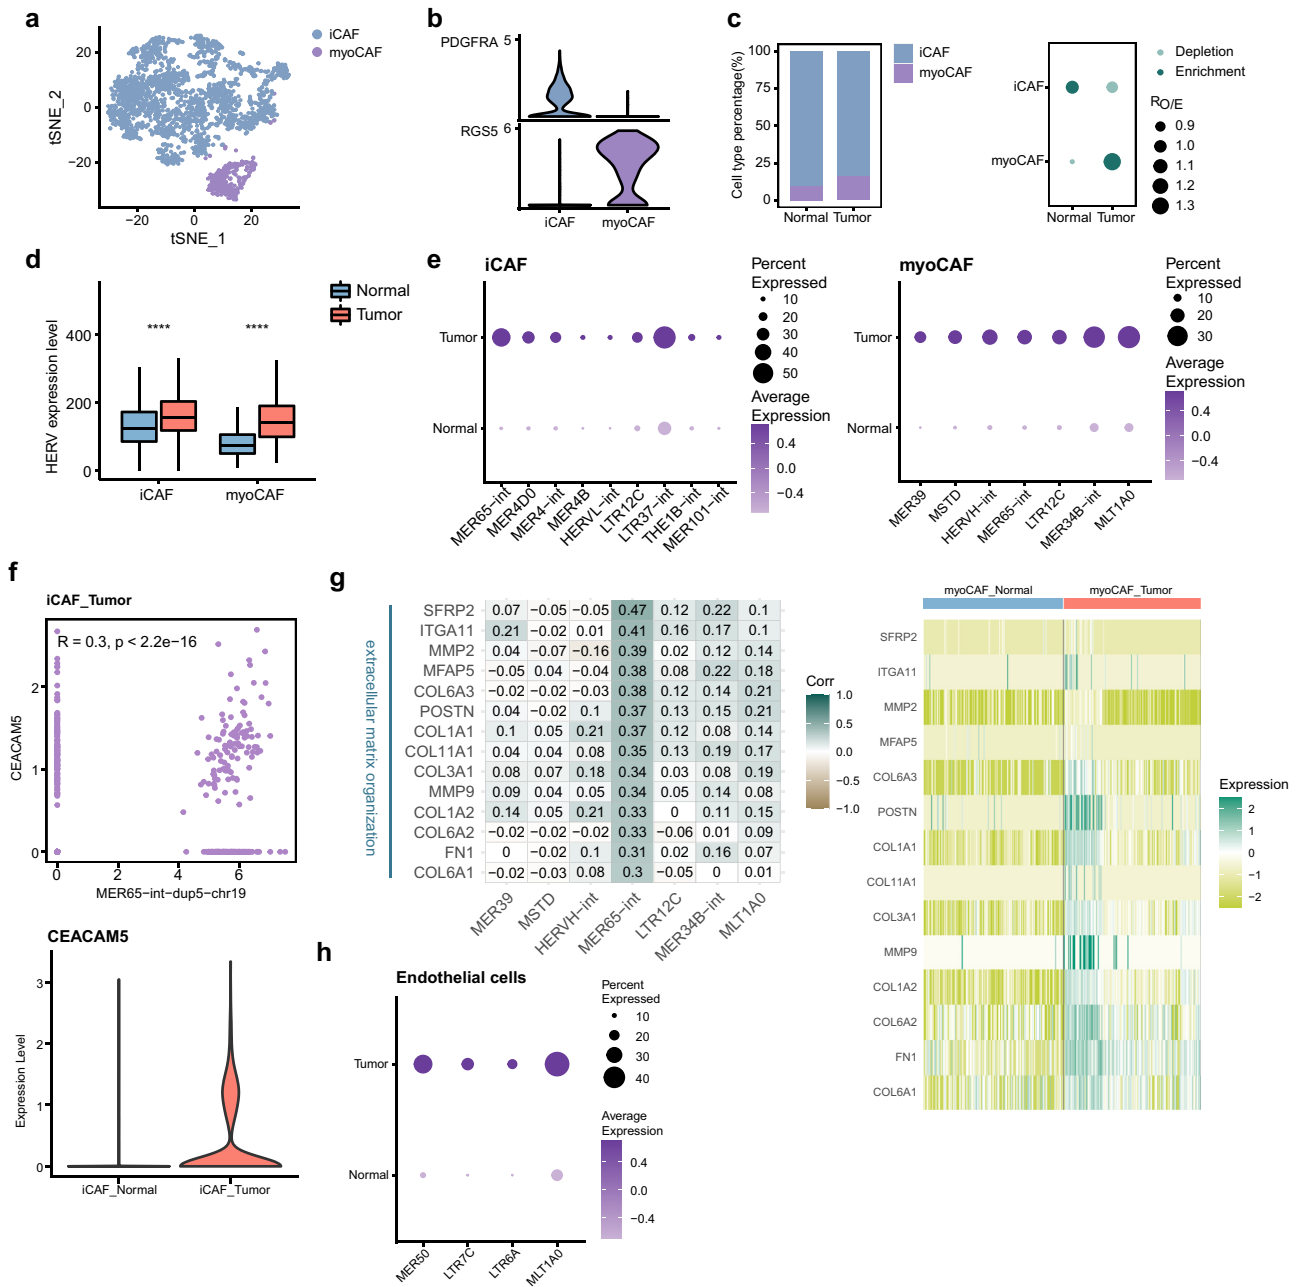 a
20
0
−20
tSNE_2
−20
0
20
tSNE_1
iCAF
myoCAF
b
PDGFRA
5
RGS5
6
iCAF
myoCAF
c
Cell type percentage(%)
100
75
50
25
0
Normal
Tumor
iCAF
myoCAF
iCAF
myoCAF
Normal
Tumor
Depletion
Enrichment
RO/E
0.9
1.0
1.1
1.2
1.3
d
HERV expression level
400
200
0
****
****
iCAF
myoCAF
Normal
Tumor
e
iCAF
Tumor
Normal
MER65−int
MER4D0
MER4−int
MER4B
HERVL−int
LTR12C
LTR37−int
THE1B−int
MER101−int
Percent
Expressed
10
20
30
40
50
Average
Expression
0.4
0.0
−0.4
myoCAF
Tumor
Normal
MER39
MSTD
HERVH−int
MER65−int
LTR12C
MER34B−int
MLT1A0
Percent
Expressed
10
20
30
Average
Expression
0.4
0.0
−0.4
f
iCAF_Tumor
R = 0.3, p < 2.2e−16
CEACAM5
2
1
0
0
2
4
6
MER65−int−dup5−chr19
CEACAM5
Expression Level
3
2
1
0
iCAF_Normal
iCAF_Tumor
g
extracellular matrix organization
SFRP2 0.07 −0.05 −0.05 0.47 0.12 0.22 0.1
ITGA11 0.21 −0.02 0.01 0.41 0.16 0.17 0.1
MMP2 0.04 −0.07 −0.16 0.39 0.02 0.12 0.14
MFAP5 −0.05 0.04 −0.04 0.38 0.08 0.22 0.18
COL6A3 −0.02 −0.02 −0.03 0.38 0.12 0.14 0.21
POSTN 0.04 −0.02 0.1 0.37 0.13 0.15 0.21
COL1A1 0.1 0.05 0.21 0.37 0.12 0.08 0.14
COL11A1 0.04 0.04 0.08 0.35 0.13 0.19 0.17
COL3A1 0.08 0.07 0.18 0.34 0.03 0.08 0.19
MMP9 0.09 0.04 0.05 0.34 0.05 0.14 0.08
COL1A2 0.14 0.05 0.21 0.33 0 0.11 0.15
COL6A2 −0.02 −0.02 −0.02 0.33 −0.06 0.01 0.09
FN1 0 −0.02 0.1 0.31 0.02 0.16 0.07
COL6A1 −0.02 −0.03 0.08 0.3 −0.05 0 0.01
MER39
MSTD
HERVH−int
MER65−int
LTR12C
MER34B−int
MLT1A0
Corr
1.0
0.5
0.0
−0.5
−1.0
myoCAF_Normal
myoCAF_Tumor
SFRP2
ITGA11
MMP2
MFAP5
COL6A3
POSTN
COL1A1
COL11A1
COL3A1
MMP9
COL1A2
COL6A2
FN1
COL6A1
Expression
2
1
0
−1
−2
h
Endothelial cells
Tumor
Normal
MER50
LTR7C
LTR6A
MLT1A0
Percent
Expressed
10
20
30
40
Average
Expression
0.4
0.0
−0.4